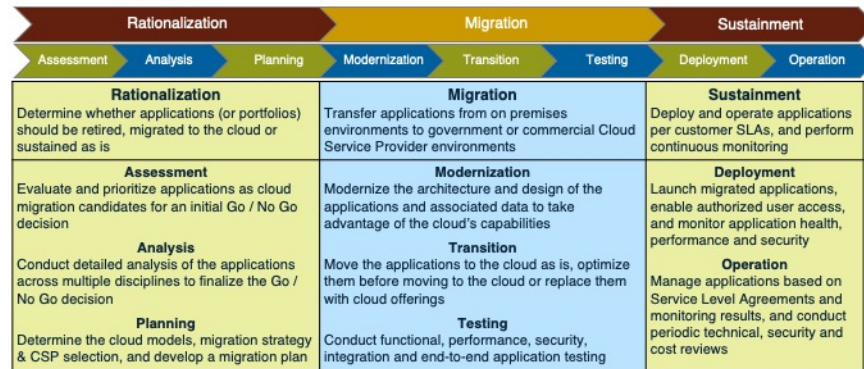 Rationalization
Migration
Sustainment
Assessment
Analysis
Planning
Modernization
Transition
Testing
Deployment
Operation
Rationalization
Determine whether applications (or portfolios)
should be retired, migrated to the cloud or
sustained as is
Migration
Transfer applications from on premises
environments to government or commercial Cloud
Service Provider environments
Sustainment
Deploy and operate applications
per customer SLAs, and perform
continuous monitoring
Assessment
Evaluate and prioritize applications as cloud
migration candidates for an initial Go / No Go
decision
Analysis
Conduct detailed analysis of the applications
across multiple disciplines to finalize the Go /
No Go decision
Planning
Determine the cloud models, migration strategy
& CSP selection, and develop a migration plan
Modernization
Modernize the architecture and design of the
applications and associated data to take
advantage of the cloud's capabilities
Transition
Move the applications to the cloud as is, optimize
them before moving to the cloud or replace them
with cloud offerings
Testing
Conduct functional, performance, security,
integration and end-to-end application testing
Deployment
Launch migrated applications,
enable authorized user access,
and monitor application health,
performance and security
Operation
Manage applications based on
Service Level Agreements and
monitoring results, and conduct
periodic technical, security and
cost reviews